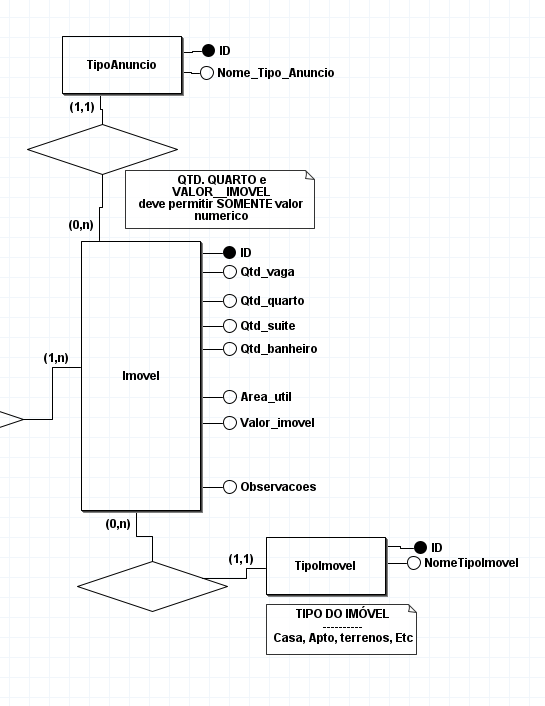 TipoAnuncio
ID
Nome_Tipo_Anuncio
(1,1)
QTD. QUARTO e
VALOR__IMOVEL
deve permitir SOMENTE valor
numerico
(0,n)
ID
Qtd_vaga
Qtd_quarto
Qtd_suite
Qtd_banheiro
(1,n)
Imovel
Area_util
Valor_imovel
Observacoes
(0,n)
(1,1)
TipoImovel
ID
NomeTipoImovel
TIPO DO IMÓVEL
----------
Casa, Apto, terrenos, Etc